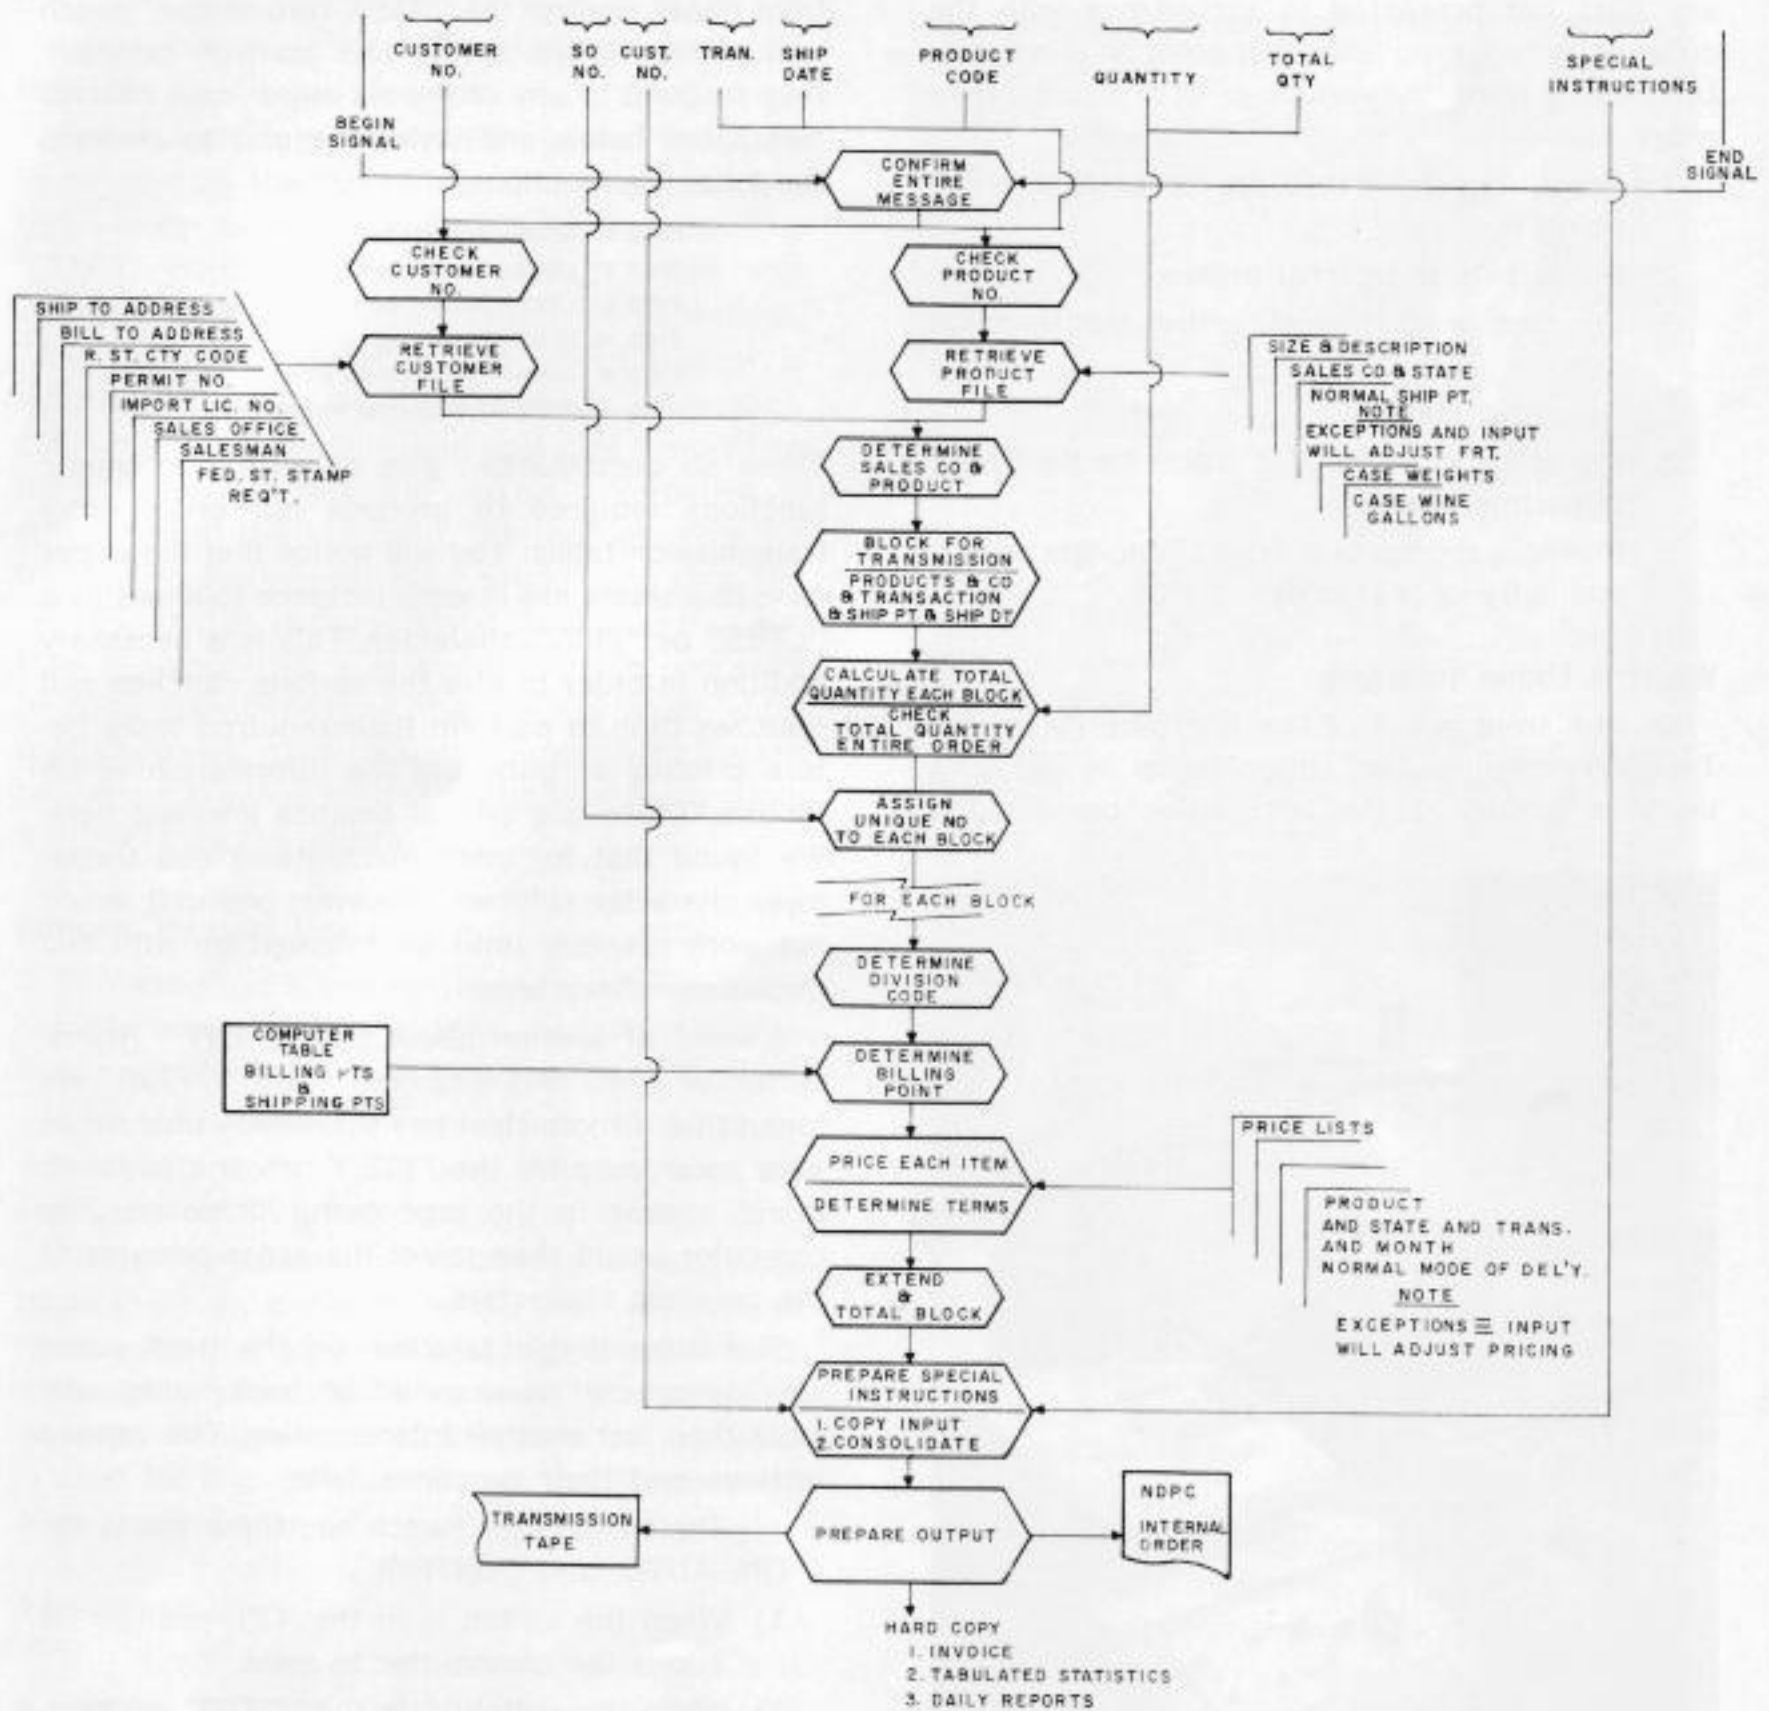 CUSTOMER
NO.
SO
NO.
CUST.
NO.
TRAN.
SHIP
DATE
PRODUCT
CODE
QUANTITY
TOTAL
QTY
SPECIAL
INSTRUCTIONS
BEGIN
SIGNAL
END
SIGNAL
CONFIRM
ENTIRE
MESSAGE
CHECK
CUSTOMER
NO.
CHECK
PRODUCT
NO.
SHIP TO ADDRESS
BILL TO ADDRESS
R. ST. CTY CODE
PERMIT NO.
IMPORT LIC. NO.
SALES OFFICE
SALESMAN
FED. ST. STAMP
REQ'T.
RETRIEVE
CUSTOMER
FILE
RETRIEVE
PRODUCT
FILE
SIZE & DESCRIPTION
SALES CO & STATE
NORMAL SHIP PT.
NOTE
EXCEPTIONS AND INPUT
WILL ADJUST FRT.
CASE WEIGHTS
CASE WINE
GALLONS
DETERMINE
SALES CO &
PRODUCT
BLOCK FOR
TRANSMISSION
PRODUCTS & CO
& TRANSACTION
& SHIP PT & SHIP DT
CALCULATE TOTAL
QUANTITY EACH BLOCK
CHECK
TOTAL QUANTITY
ENTIRE ORDER
ASSIGN
UNIQUE NO
TO EACH BLOCK
FOR EACH BLOCK
DETERMINE
DIVISION
CODE
COMPUTER
TABLE
BILLING PTS
&
SHIPPING PTS
DETERMINE
BILLING
POINT
PRICE EACH ITEM
DETERMINE TERMS
PRICE LISTS
PRODUCT
AND STATE AND TRANS.
AND MONTH
NORMAL MODE OF DEL'Y.
NOTE
EXCEPTIONS ≡ INPUT
WILL ADJUST PRICING
EXTEND
&
TOTAL BLOCK
PREPARE SPECIAL
INSTRUCTIONS
1. COPY INPUT
2. CONSOLIDATE
TRANSMISSION
TAPE
PREPARE OUTPUT
NDPC
INTERNAL
ORDER
HARD COPY
1. INVOICE
2. TABULATED STATISTICS
3. DAILY REPORTS